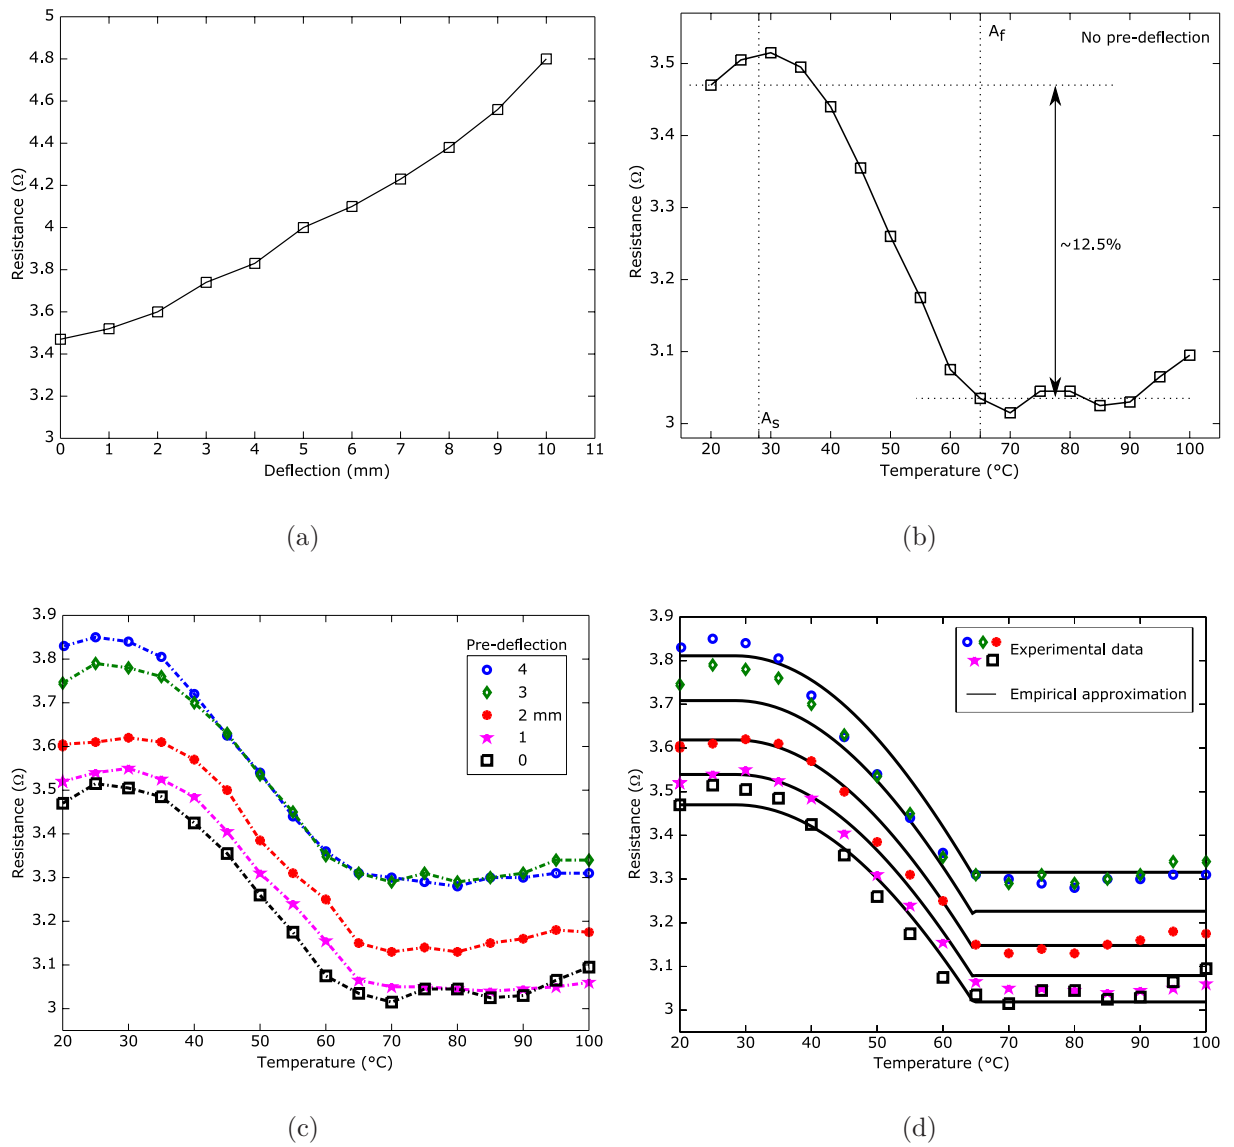 5
4.8
4.6
4.4
4.2
4
3.8
3.6
3.4
3.2
3
Resistance (Ω)
0 1 2 3 4 5 6 7 8 9 10 11
Deflection (mm)
(a)
A_f
No pre-deflection
3.5
3.4
3.3
3.2
3.1
3
Resistance (Ω)
~12.5%
A_s
20 30 40 50 60 70 80 90 100
Temperature (°C)
(b)
3.9
3.8
3.7
3.6
3.5
3.4
3.3
3.2
3.1
3
Resistance (Ω)
Pre-deflection
4
3
2 mm
1
0
20 30 40 50 60 70 80 90 100
Temperature (°C)
(c)
3.9
3.8
3.7
3.6
3.5
3.4
3.3
3.2
3.1
3
Resistance (Ω)
Experimental data
Empirical approximation
20 30 40 50 60 70 80 90 100
Temperature (°C)
(d)